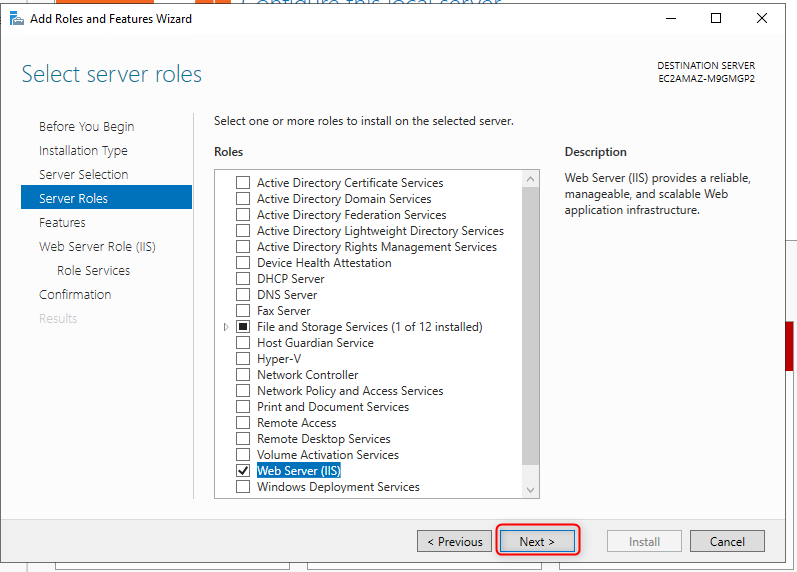 Configure this local server
Add Roles and Features Wizard
Select server roles
DESTINATION SERVER
EC2AMAZ-M9GMGP2
Before You Begin
Installation Type
Server Selection
Server Roles
Features
Web Server Role (IIS)
Role Services
Confirmation
Results
Select one or more roles to install on the selected server.
Roles
Active Directory Certificate Services
Active Directory Domain Services
Active Directory Federation Services
Active Directory Lightweight Directory Services
Active Directory Rights Management Services
Device Health Attestation
DHCP Server
DNS Server
Fax Server
File and Storage Services (1 of 12 installed)
Host Guardian Service
Hyper-V
Network Controller
Network Policy and Access Services
Print and Document Services
Remote Access
Remote Desktop Services
Volume Activation Services
Web Server (IIS)
Windows Deployment Services
Description
Web Server (IIS) provides a reliable,
manageable, and scalable Web
application infrastructure.
< Previous
Next >
Install
Cancel